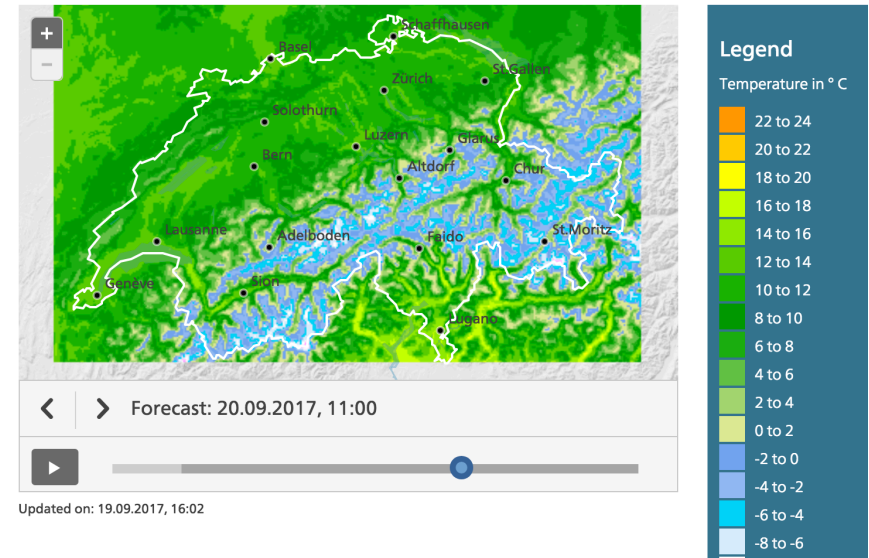 +
−
Schaffhausen
Basel
St.Gallen
Zürich
Solothurn
Luzern
Glarus
Bern
Altdorf
Chur
Lausanne
Adelboden
Faido
St.Moritz
Genève
Sion
Lugano
Forecast: 20.09.2017, 11:00
Updated on: 19.09.2017, 16:02
Legend
Temperature in ° C
22 to 24
20 to 22
18 to 20
16 to 18
14 to 16
12 to 14
10 to 12
8 to 10
6 to 8
4 to 6
2 to 4
0 to 2
-2 to 0
-4 to -2
-6 to -4
-8 to -6